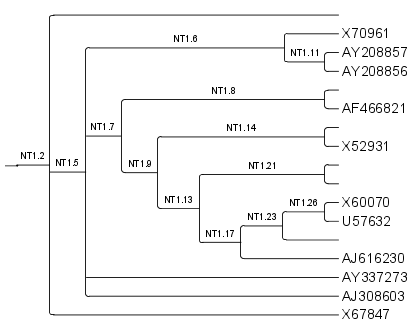 X70961
NT1.6
AY208857
NT1.11
AY208856
NT1.8
AF466821
NT1.7
NT1.14
X52931
NT1.2
NT1.5
NT1.9
NT1.21
NT1.13
NT1.26
X60070
NT1.23
U57632
NT1.17
AJ616230
AY337273
AJ308603
X67847